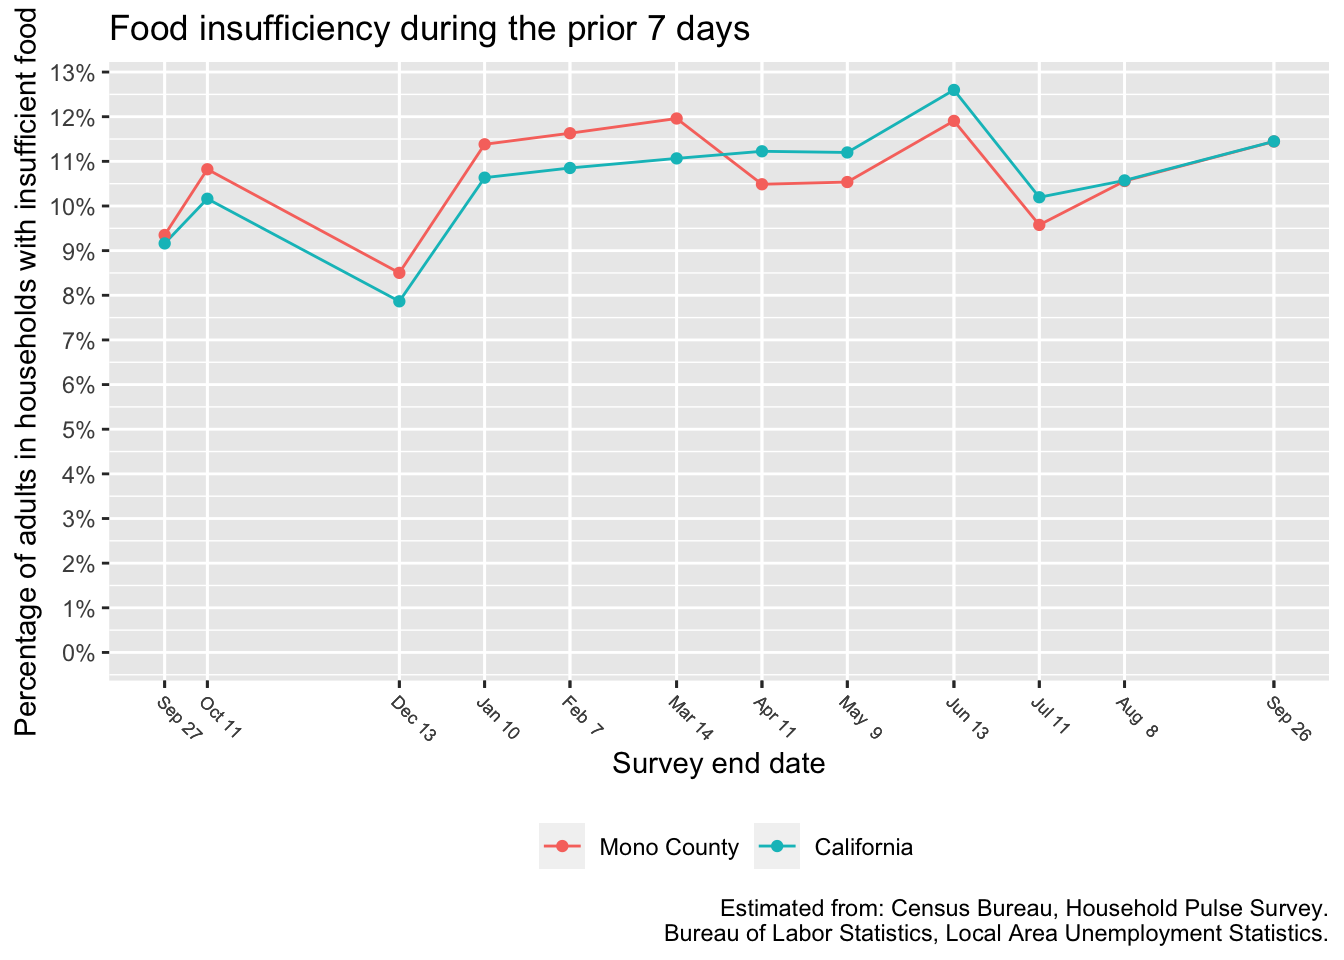 Food insufficiency during the prior 7 days
Percentage of adults in households with insufficient food
13%
12%
11%
10%
9%
8%
7%
6%
5%
4%
3%
2%
1%
0%
Sep 27
Oct 11
Dec 13
Jan 10
Feb 7
Mar 14
Apr 11
May 9
Jun 13
Jul 11
Aug 8
Sep 26
Survey end date
Mono County
California
Estimated from: Census Bureau, Household Pulse Survey.
Bureau of Labor Statistics, Local Area Unemployment Statistics.